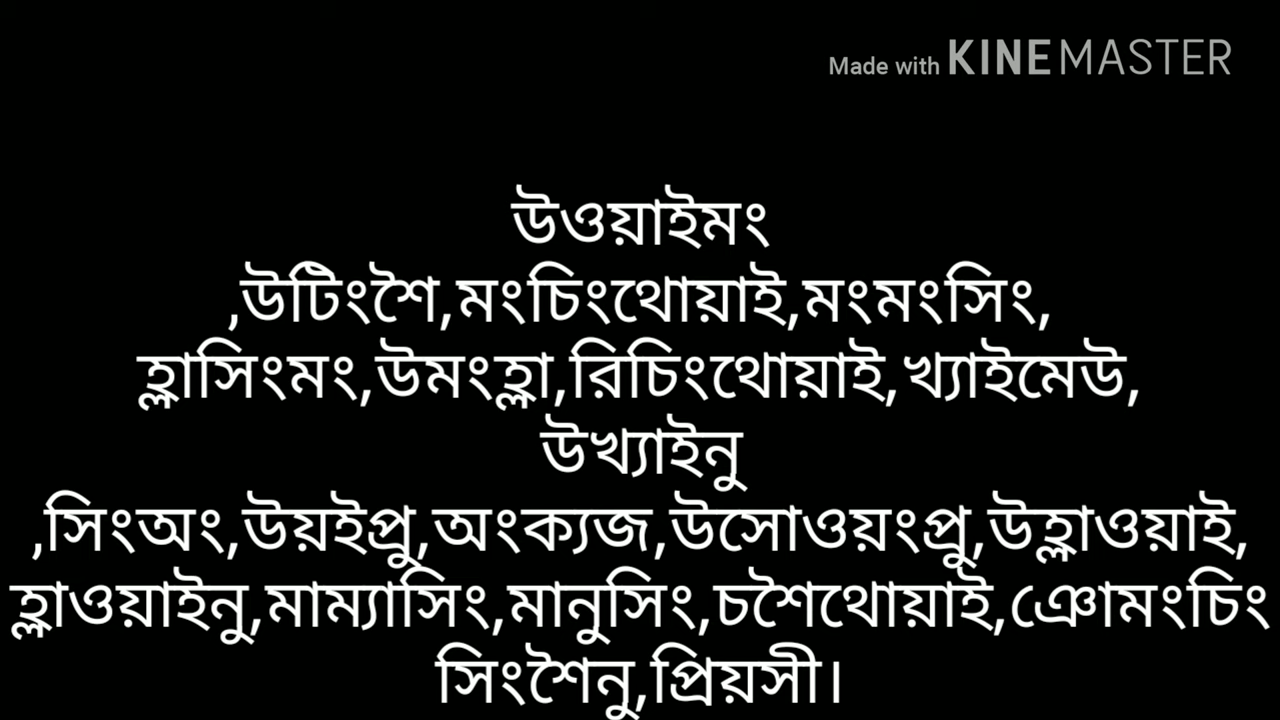 Made with KINEMASTER
উওয়াইমং
,উটিংশৈ,মংচিংথোয়াই,মংমংসিং,
হ্লাসিংমং,উমংহ্লা,রিচিংথোয়াই,খ্যাইমেউ,
উখ্যাইনু
,সিংঅং,উয়ইপ্রু,অংক্যজ,উসোওয়ংপ্রু,উহ্লাওয়াই,
হ্লাওয়াইনু,মাম্যাসিং,মানুসিং,চশৈথোয়াই,ঞোমংচিং
সিংশৈনু,প্রিয়সী।